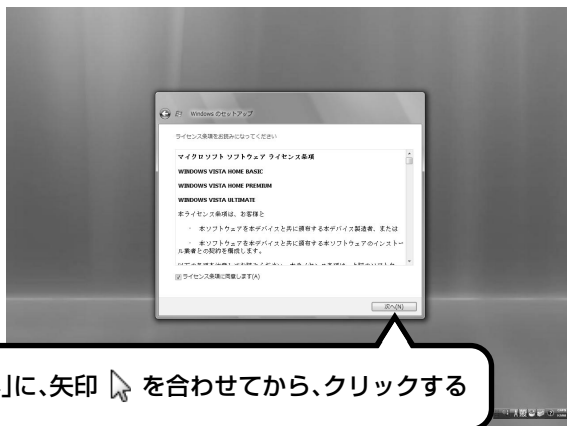 Windows のセットアップ
ライセンス条項をお読みになってください
マイクロソフト ソフトウェア ライセンス条項
WINDOWS VISTA HOME BASIC
WINDOWS VISTA HOME PREMIUM
WINDOWS VISTA ULTIMATE
本ライセンス条項は、お客様と
· 本ソフトウェアを本デバイスと共に頒布する本デバイス製造者、または
· 本ソフトウェアを本デバイスと共に頒布する本ソフトウェアのインストー
ル業者との契約を構成します。
ライセンス条項に同意します(A)
次へ(N)
」に、矢印 を合わせてから、クリックする